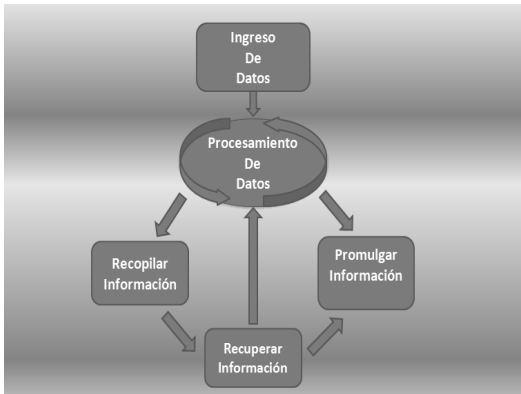 Ingreso
De
Datos
Procesamiento
De
Datos
Recopilar
Información
Promulgar
Información
Recuperar
Información